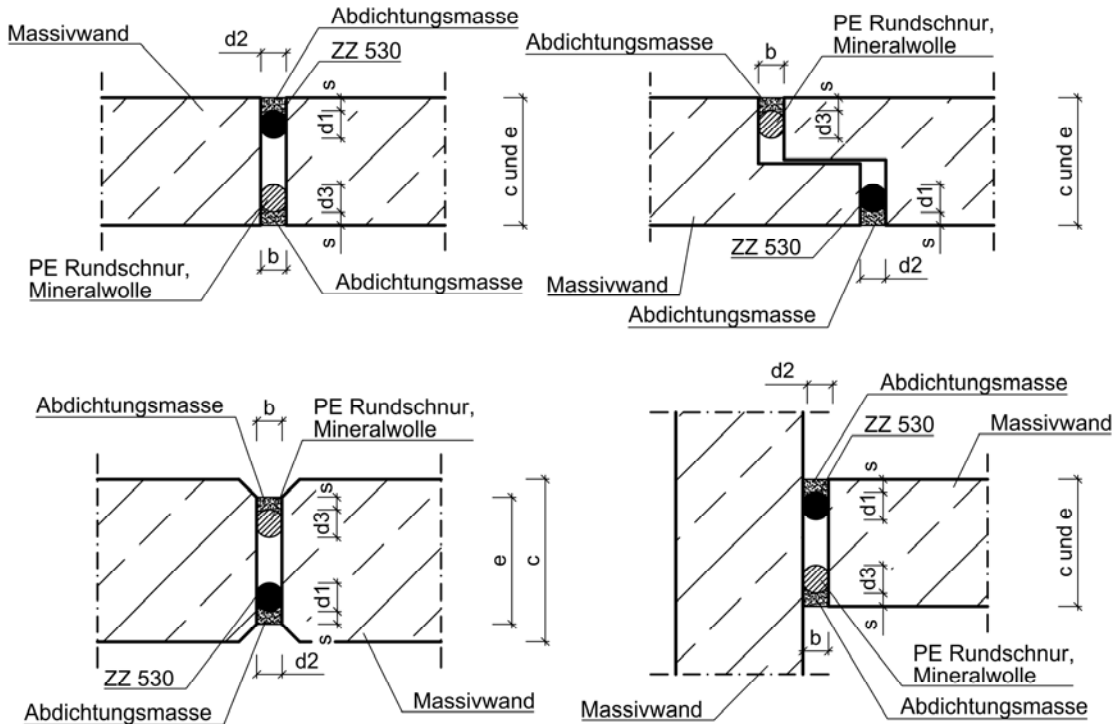 Abdichtungsmasse
Massivwand
d2
ZZ 530
s
d1
d3
s
c und e
PE Rundschnur,
Mineralwolle
b
Abdichtungsmasse
PE Rundschnur,
Mineralwolle
Abdichtungsmasse
b
s
d3
d1
s
c und e
ZZ 530
Massivwand
d2
Abdichtungsmasse
Abdichtungsmasse
b
PE Rundschnur,
Mineralwolle
s
d3
d1
s
e
c
ZZ 530
d2
Abdichtungsmasse
Massivwand
d2
Abdichtungsmasse
ZZ 530
Massivwand
s
d1
d3
s
c und e
b
PE Rundschnur,
Mineralwolle
Massivwand
Abdichtungsmasse